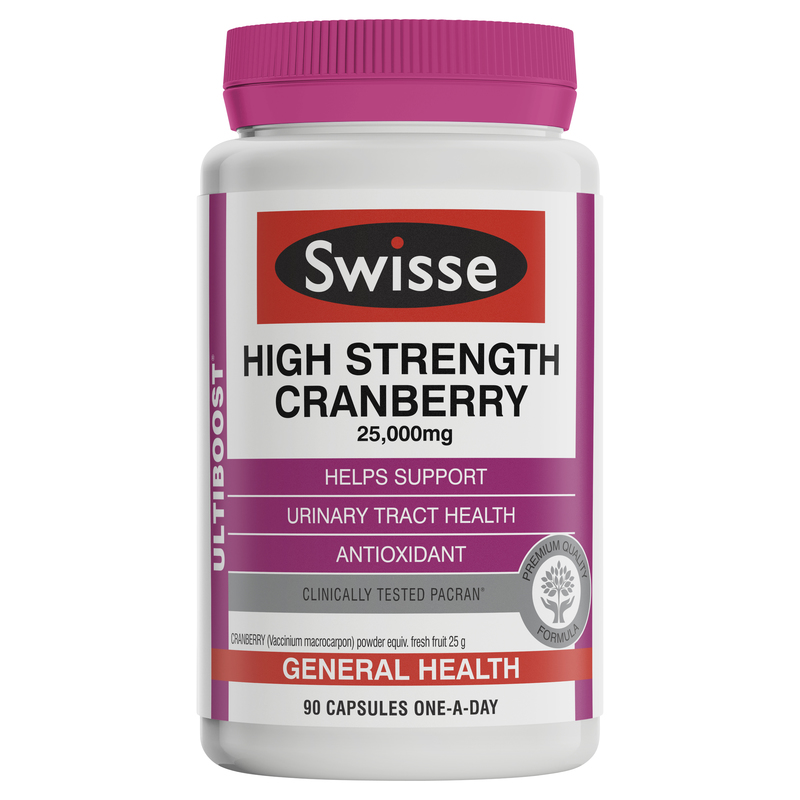 Swisse
HIGH STRENGTH
CRANBERRY
25,000mg
ULTIBOOST®
HELPS SUPPORT
URINARY TRACT HEALTH
ANTIOXIDANT
CLINICALLY TESTED PACRAN®
PREMIUM QUALITY
FORMULA
CRANBERRY (Vaccinium macrocarpon) powder equiv. fresh fruit 25 g
GENERAL HEALTH
90 CAPSULES ONE-A-DAY